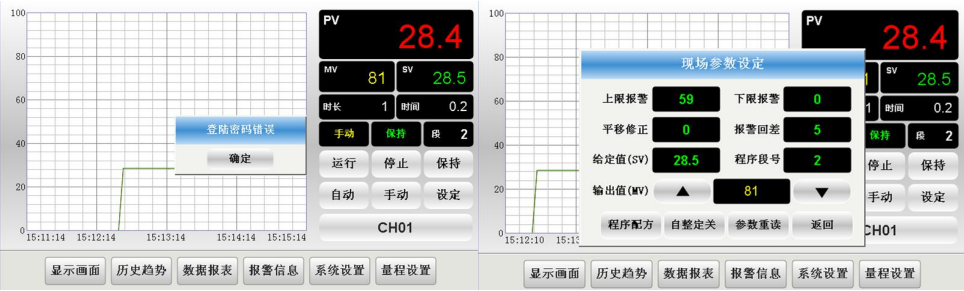 100
80
60
40
20
0
15:11:14 15:12:14 15:13:14 15:14:14 15:15:14
登陆密码错误
确定
PV
28.4
MV 81 SV 28.5
时长 1 时间 0.2
手动 保持 段 2
运行 停止 保持
自动 手动 设定
CH01
显示画面 历史趋势 数据报表 报警信息 系统设置 量程设置
100
80
60
40
20
0
15:12:10 15:13
PV
28.4
1 SV 28.5
1 时间 0.2
保持 段 2
停止 保持
手动 设定
CH01
现场参数设定
上限报警 59 下限报警 0
平移修正 0 报警回差 5
给定值(SV) 28.5 程序段号 2
输出值(MV) ▲ 81 ▼
程序配方 自整定关 参数重读 返回
显示画面 历史趋势 数据报表 报警信息 系统设置 量程设置